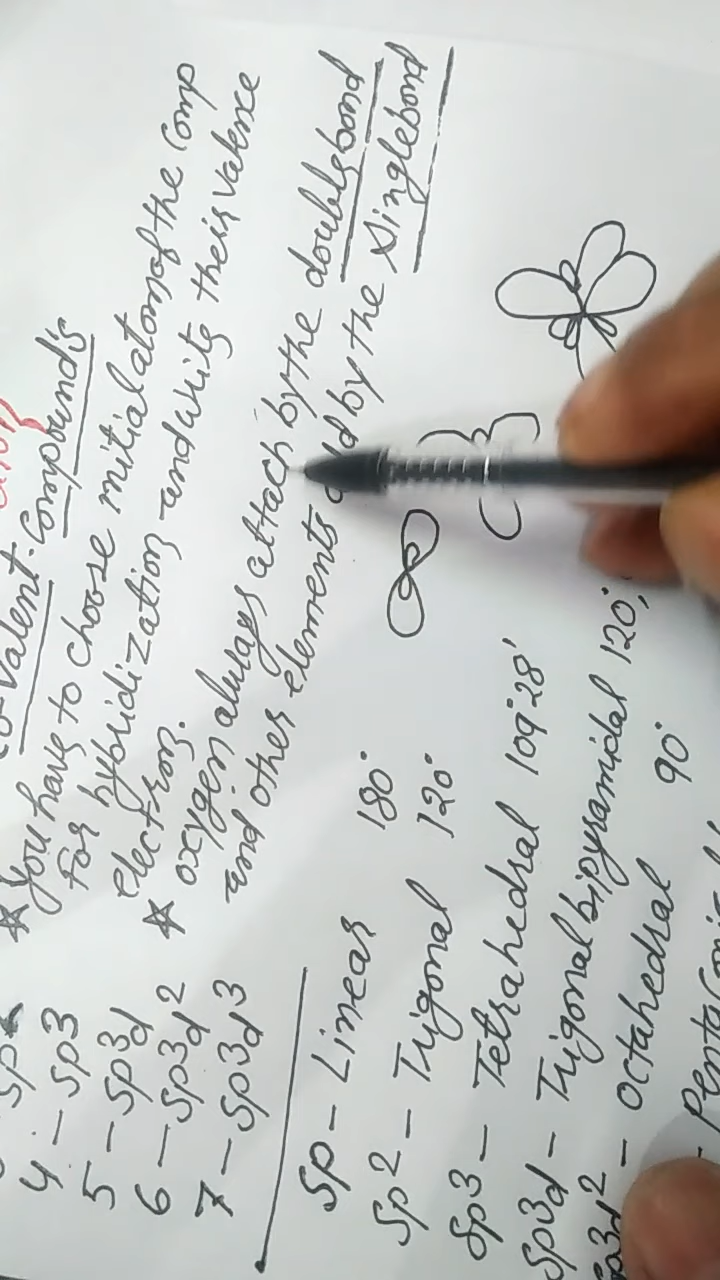 Co-valent compound's
* You have to choose initial atom of the comp
for hybridization and write their valence
electron.
* oxygen always attach by the double bond
and other elements by the single bond
4 - sp3
5 - sp3d
6 - sp3d2
7 - sp3d3
Sp - Linear 180°
Sp2 - Trigonal 120°
Sp3 - Tetrahedral 109°28'
Sp3d - Trigonal bipyramidal 120°,
sp3d2 - octahedral 90°